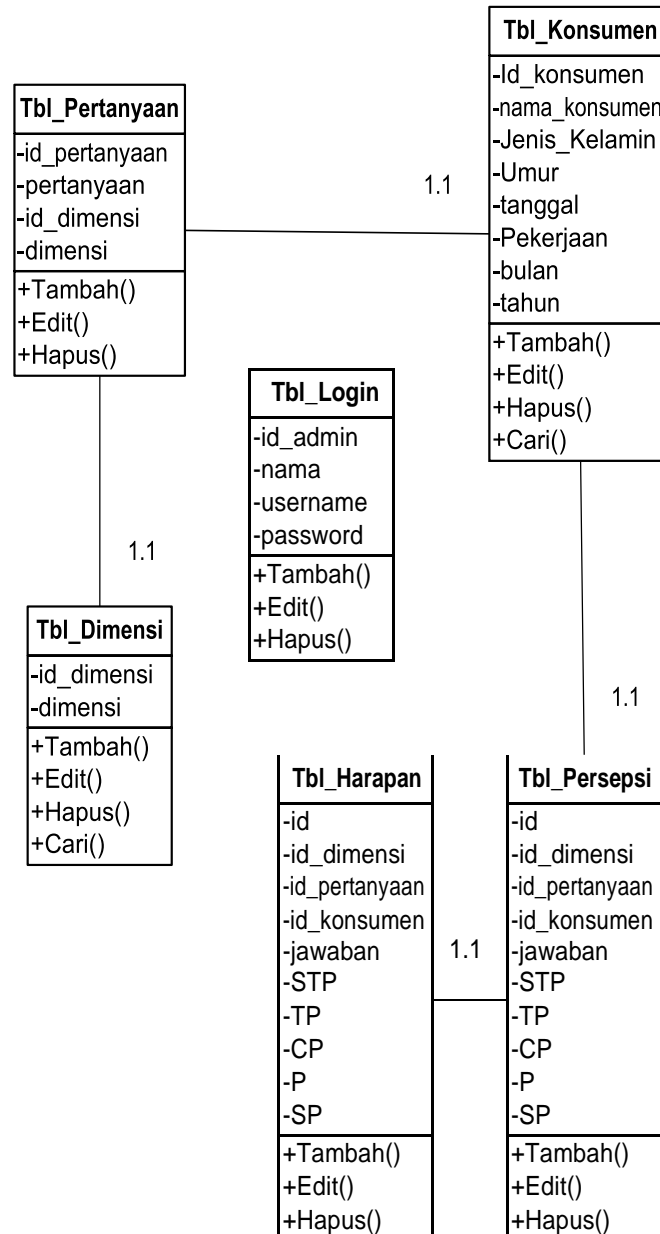 Tbl_Konsumen
-Id_konsumen
-nama_konsumen
-Jenis_Kelamin
-Umur
-tanggal
-Pekerjaan
-bulan
-tahun
+Tambah()
+Edit()
+Hapus()
+Cari()
Tbl_Pertanyaan
-id_pertanyaan
-pertanyaan
-id_dimensi
-dimensi
+Tambah()
+Edit()
+Hapus()
1.1
Tbl_Login
-id_admin
-nama
-username
-password
+Tambah()
+Edit()
+Hapus()
1.1
Tbl_Dimensi
-id_dimensi
-dimensi
+Tambah()
+Edit()
+Hapus()
+Cari()
1.1
Tbl_Harapan
-id
-id_dimensi
-id_pertanyaan
-id_konsumen
-jawaban
-STP
-TP
-CP
-P
-SP
+Tambah()
+Edit()
+Hapus()
1.1
Tbl_Persepsi
-id
-id_dimensi
-id_pertanyaan
-id_konsumen
-jawaban
-STP
-TP
-CP
-P
-SP
+Tambah()
+Edit()
+Hapus()